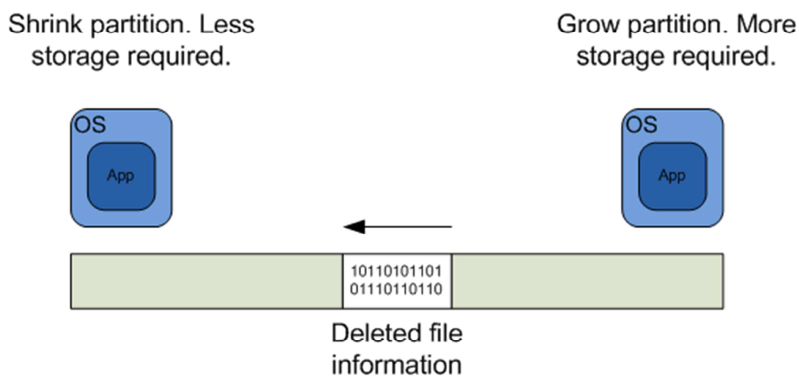 Shrink partition. Less
storage required.
Grow partition. More
storage required.
OS
App
OS
App
10110101101
01110110110
Deleted file
information